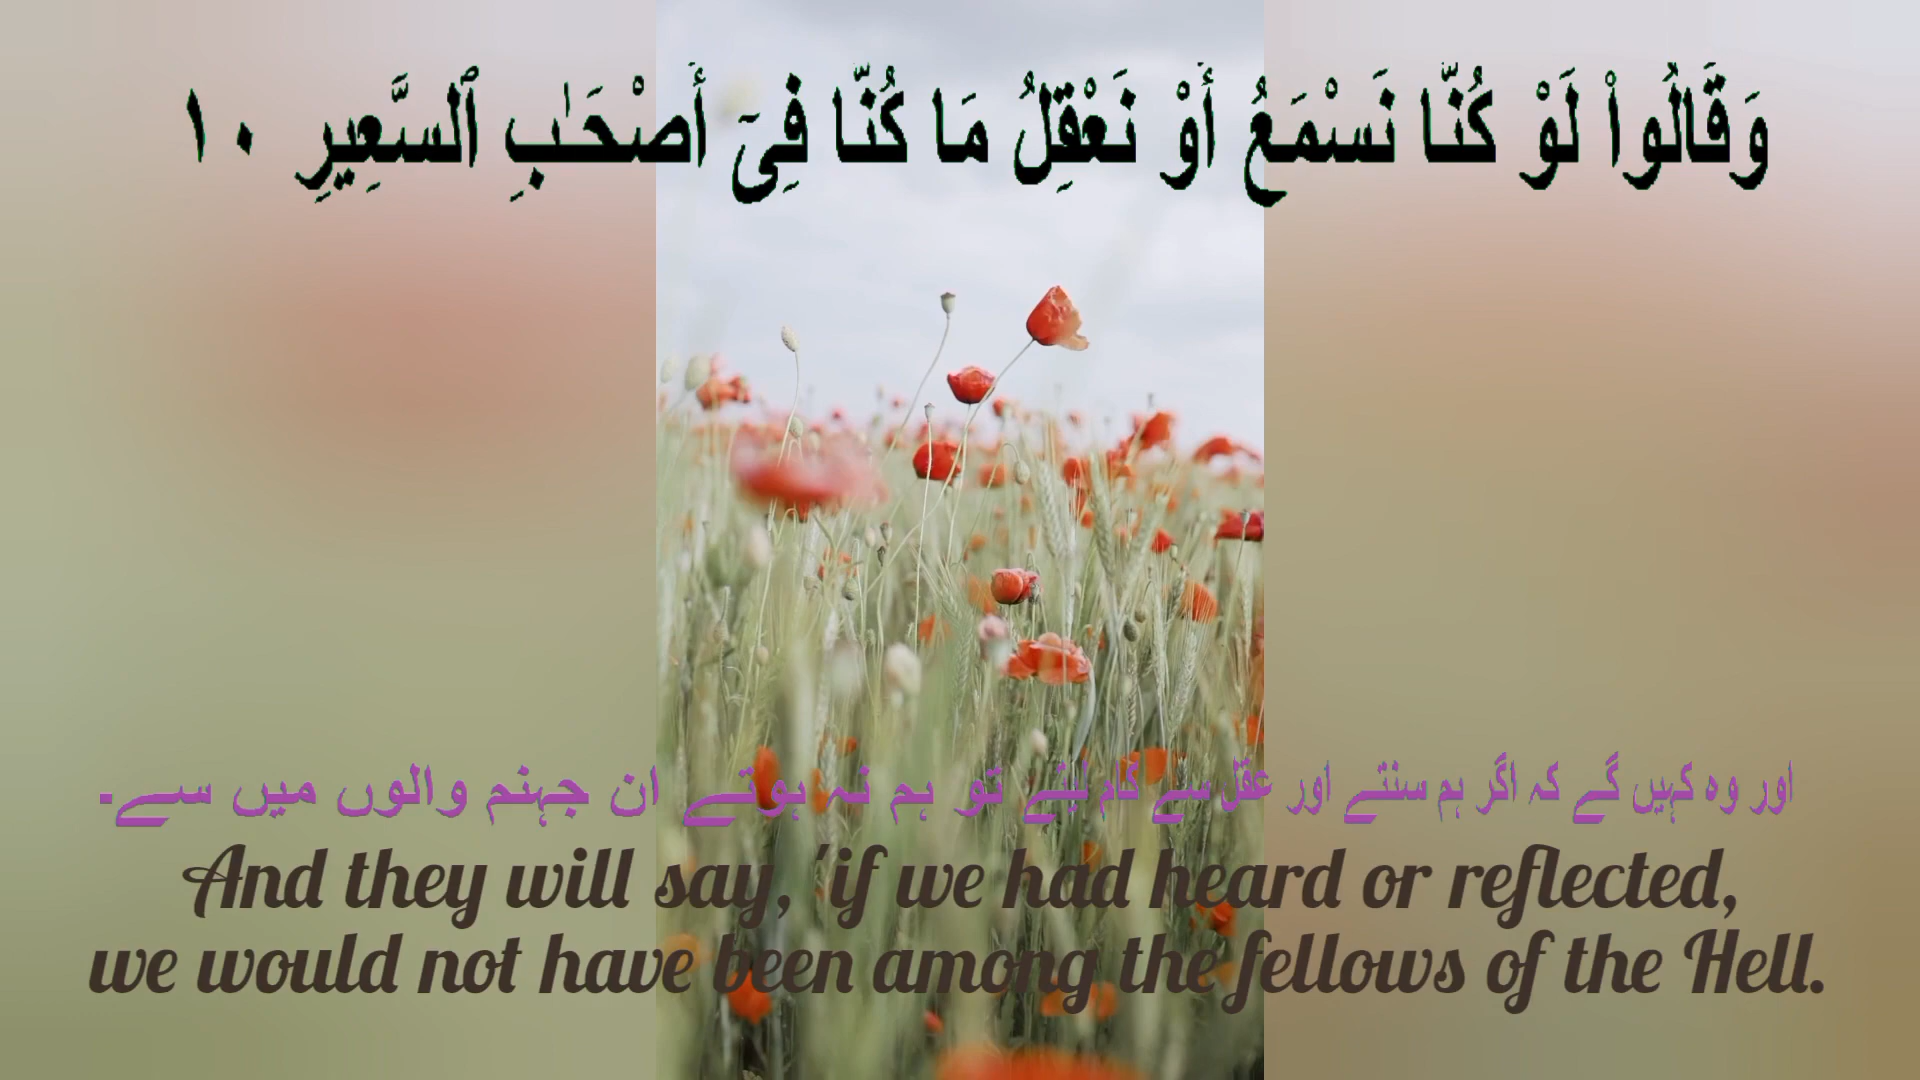 وَقَالُوا۟ لَوْ كُنَّا نَسْمَعُ أَوْ نَعْقِلُ مَا كُنَّا فِىٓ أَصْحَـٰبِ ٱلسَّعِيرِ ١٠
اور وہ کہیں گے کہ اگر ہم سنتے اور عقل سے کام لیتے تو ہم نہ ہوتے ان جہنم والوں میں سے۔
And they will say, 'if we had heard or reflected,
we would not have been among the fellows of the Hell.